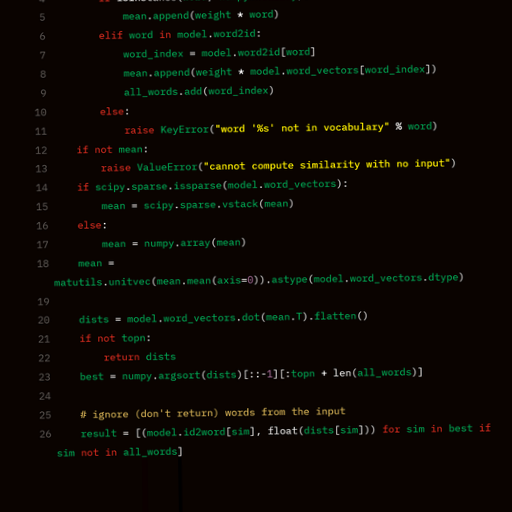 4
5 mean.append(weight * word)
6 elif word in model.word2id:
7 word_index = model.word2id[word]
8 mean.append(weight * model.word_vectors[word_index])
9 all_words.add(word_index)
10 else:
11 raise KeyError("word '%s' not in vocabulary" % word)
12 if not mean:
13 raise ValueError("cannot compute similarity with no input")
14 if scipy.sparse.issparse(model.word_vectors):
15 mean = scipy.sparse.vstack(mean)
16 else:
17 mean = numpy.array(mean)
18 mean =
matutils.unitvec(mean.mean(axis=0)).astype(model.word_vectors.dtype)
19
20 dists = model.word_vectors.dot(mean.T).flatten()
21 if not topn:
22 return dists
23 best = numpy.argsort(dists)[::-1][:topn + len(all_words)]
24
25 # ignore (don't return) words from the input
26 result = [(model.id2word[sim], float(dists[sim])) for sim in best if
sim not in all_words]